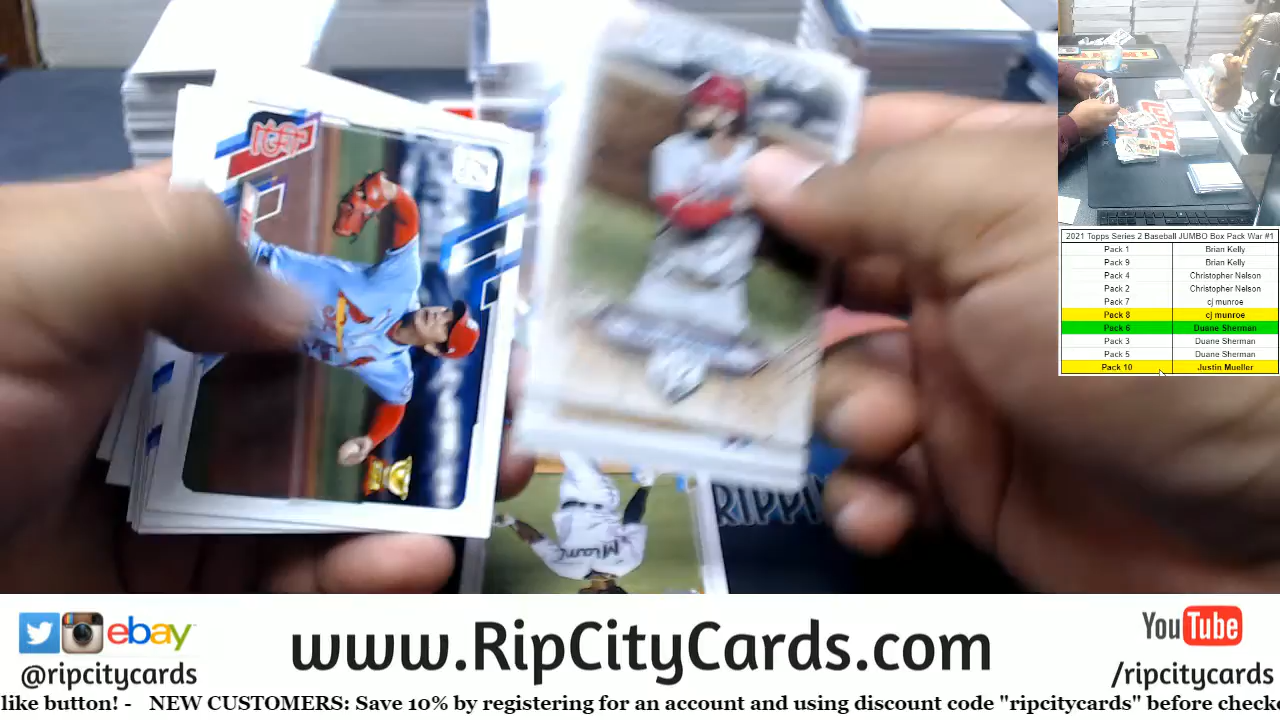 2021 Topps Series 2 Baseball JUMBO Box Pack War #1
Pack 1 Brian Kelly
Pack 9 Brian Kelly
Pack 4 Christopher Nelson
Pack 2 Christopher Nelson
Pack 7 cj munroe
Pack 8 cj munroe
Pack 6 Duane Sherman
Pack 3 Duane Sherman
Pack 5 Duane Sherman
Pack 10 Justin Mueller
Miami
RIPPIN
ebay
@ripcitycards
www.RipCityCards.com
YouTube
/ripcitycards
like button! - NEW CUSTOMERS: Save 10% by registering for an account and using discount code "ripcitycards" before checko